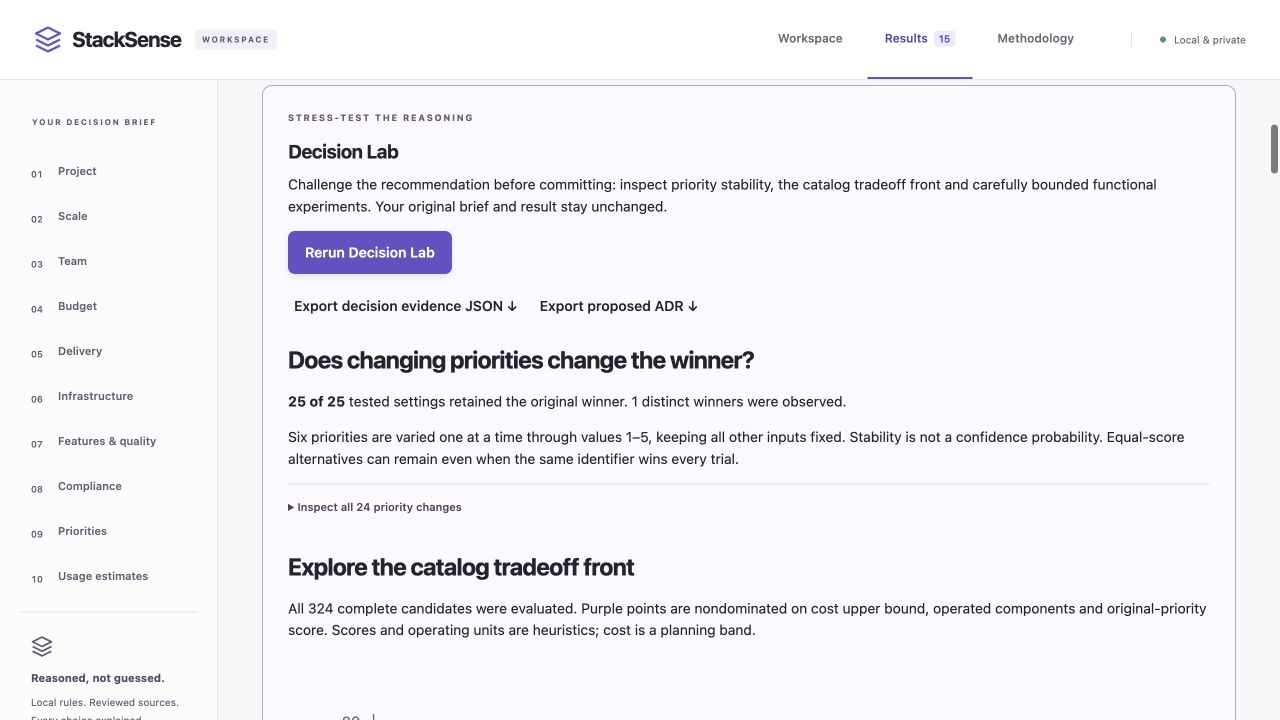 StackSense
WORKSPACE
Workspace
Results 15
Methodology
Local & private
YOUR DECISION BRIEF
01 Project
02 Scale
03 Team
04 Budget
05 Delivery
06 Infrastructure
07 Features & quality
08 Compliance
09 Priorities
10 Usage estimates
Reasoned, not guessed.
Local rules. Reviewed sources.
Every choice explained.
STRESS-TEST THE REASONING
Decision Lab
Challenge the recommendation before committing: inspect priority stability, the catalog tradeoff front and carefully bounded functional
experiments. Your original brief and result stay unchanged.
Rerun Decision Lab
Export decision evidence JSON ↓
Export proposed ADR ↓
Does changing priorities change the winner?
25 of 25 tested settings retained the original winner. 1 distinct winners were observed.
Six priorities are varied one at a time through values 1–5, keeping all other inputs fixed. Stability is not a confidence probability. Equal-score
alternatives can remain even when the same identifier wins every trial.
Inspect all 24 priority changes
Explore the catalog tradeoff front
All 324 complete candidates were evaluated. Purple points are nondominated on cost upper bound, operated components and original-priority
score. Scores and operating units are heuristics; cost is a planning band.